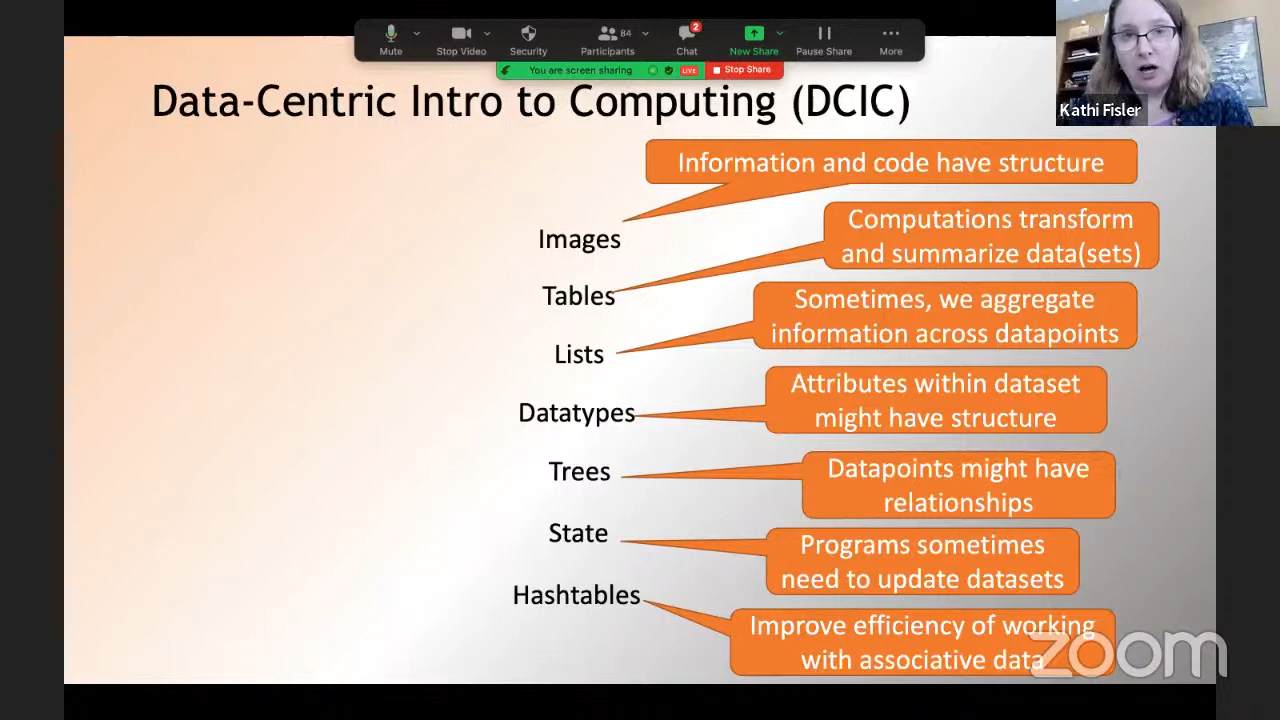 Mute
Stop Video
Security
84
Participants
2
Chat
New Share
Pause Share
More
You are screen sharing
LIVE
Stop Share
Kathi Fisler
Data-Centric Intro to Computing (DCIC)
Information and code have structure
Images
Computations transform
and summarize data(sets)
Tables
Sometimes, we aggregate
information across datapoints
Lists
Attributes within dataset
might have structure
Datatypes
Datapoints might have
relationships
Trees
Programs sometimes
need to update datasets
State
Improve efficiency of working
with associative data
Hashtables
zoom